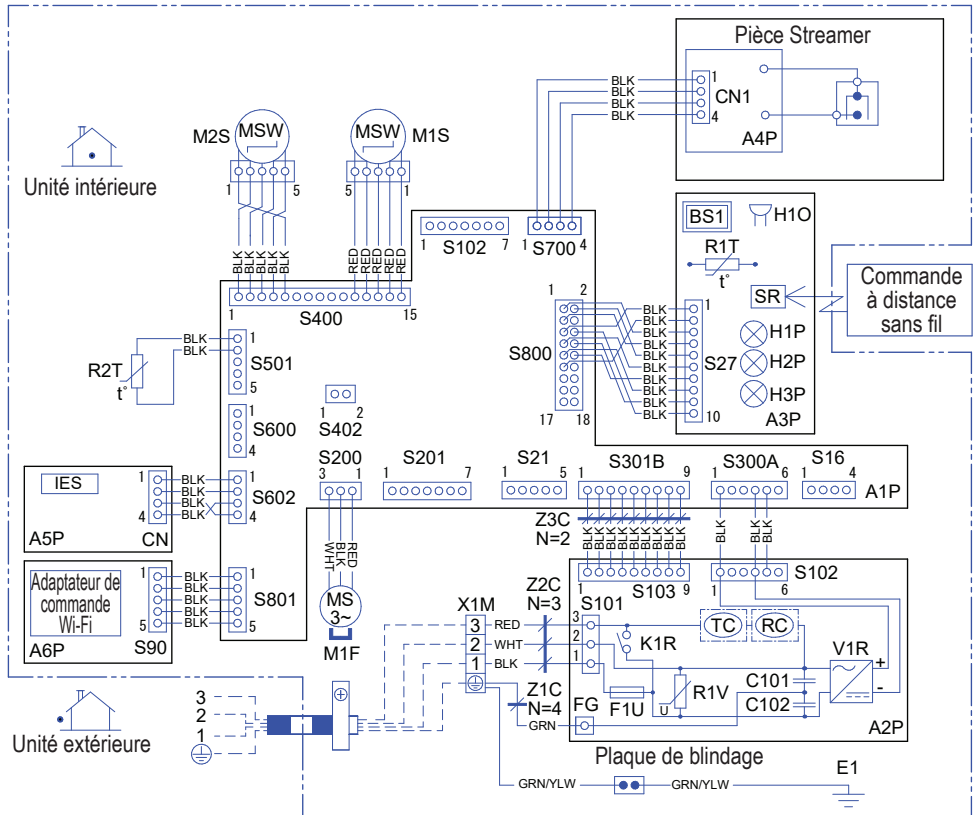 Pièce Streamer
BLK 1
BLK CN1
BLK
BLK 4
A4P
M2S MSW MSW M1S
1 5 5 1
Unité intérieure
BLK BLK BLK BLK BLK RED RED RED RED RED
1 S102 7
1 S700 4
1 S400 15
BS1 H1O
R1T
t°
SR
Commande
à distance
sans fil
H1P
H2P
H3P
A3P
1 2
S800
17 18
BLK BLK BLK BLK BLK BLK BLK BLK BLK BLK
1
S27
10
BLK 1
BLK
S501
5
R2T
t°
1
S600
4
1 2
S402
S200
3 1
S201
1 7
S21
1 5
S301B
1 9
S300A
1 6
S16
1 4
A1P
IES
1 BLK 1
BLK
BLK S602
4 BLK 4
A5P CN
Adaptateur de
commande
Wi-Fi
1 BLK 1
BLK
BLK
BLK S801
5 BLK 5
A6P S90
WHT BLK RED
MS
3~
M1F
Z3C
N=2
BLK BLK BLK BLK BLK BLK BLK BLK BLK
BLK BLK BLK
1 S103 9
S102
1 6
Z2C
N=3
S101
X1M
3 RED 3
2 WHT 2
1 BLK 1
K1R
TC RC
V1R
+
-
C101
C102
R1V
U
F1U
Z1C
N=4
GRN
FG
A2P
Plaque de blindage
GRN/YLW GRN/YLW
E1
3
2
1
Unité extérieure